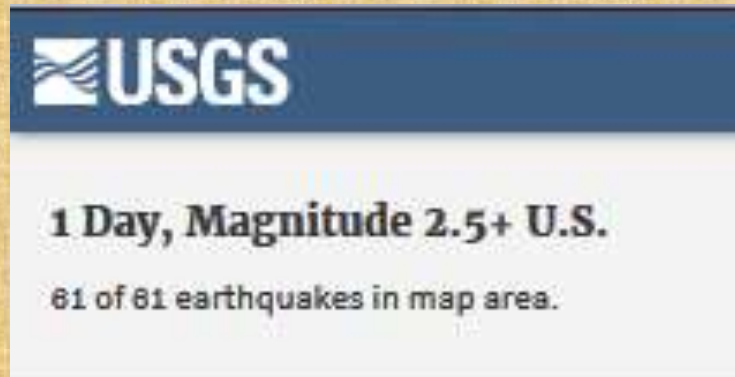 USGS
1 Day, Magnitude 2.5+ U.S.
61 of 61 earthquakes in map area.